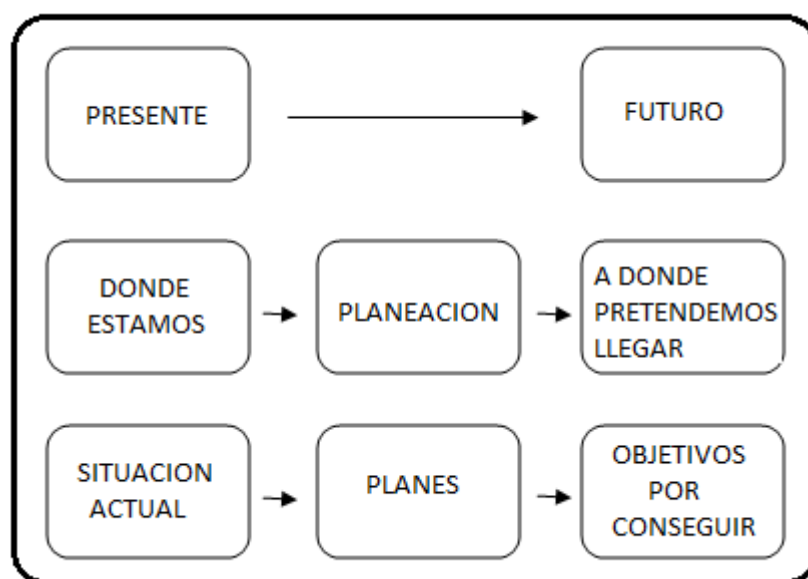 PRESENTE
FUTURO
DONDE
ESTAMOS
PLANEACION
A DONDE
PRETENDEMOS
LLEGAR
SITUACION
ACTUAL
PLANES
OBJETIVOS
POR
CONSEGUIR